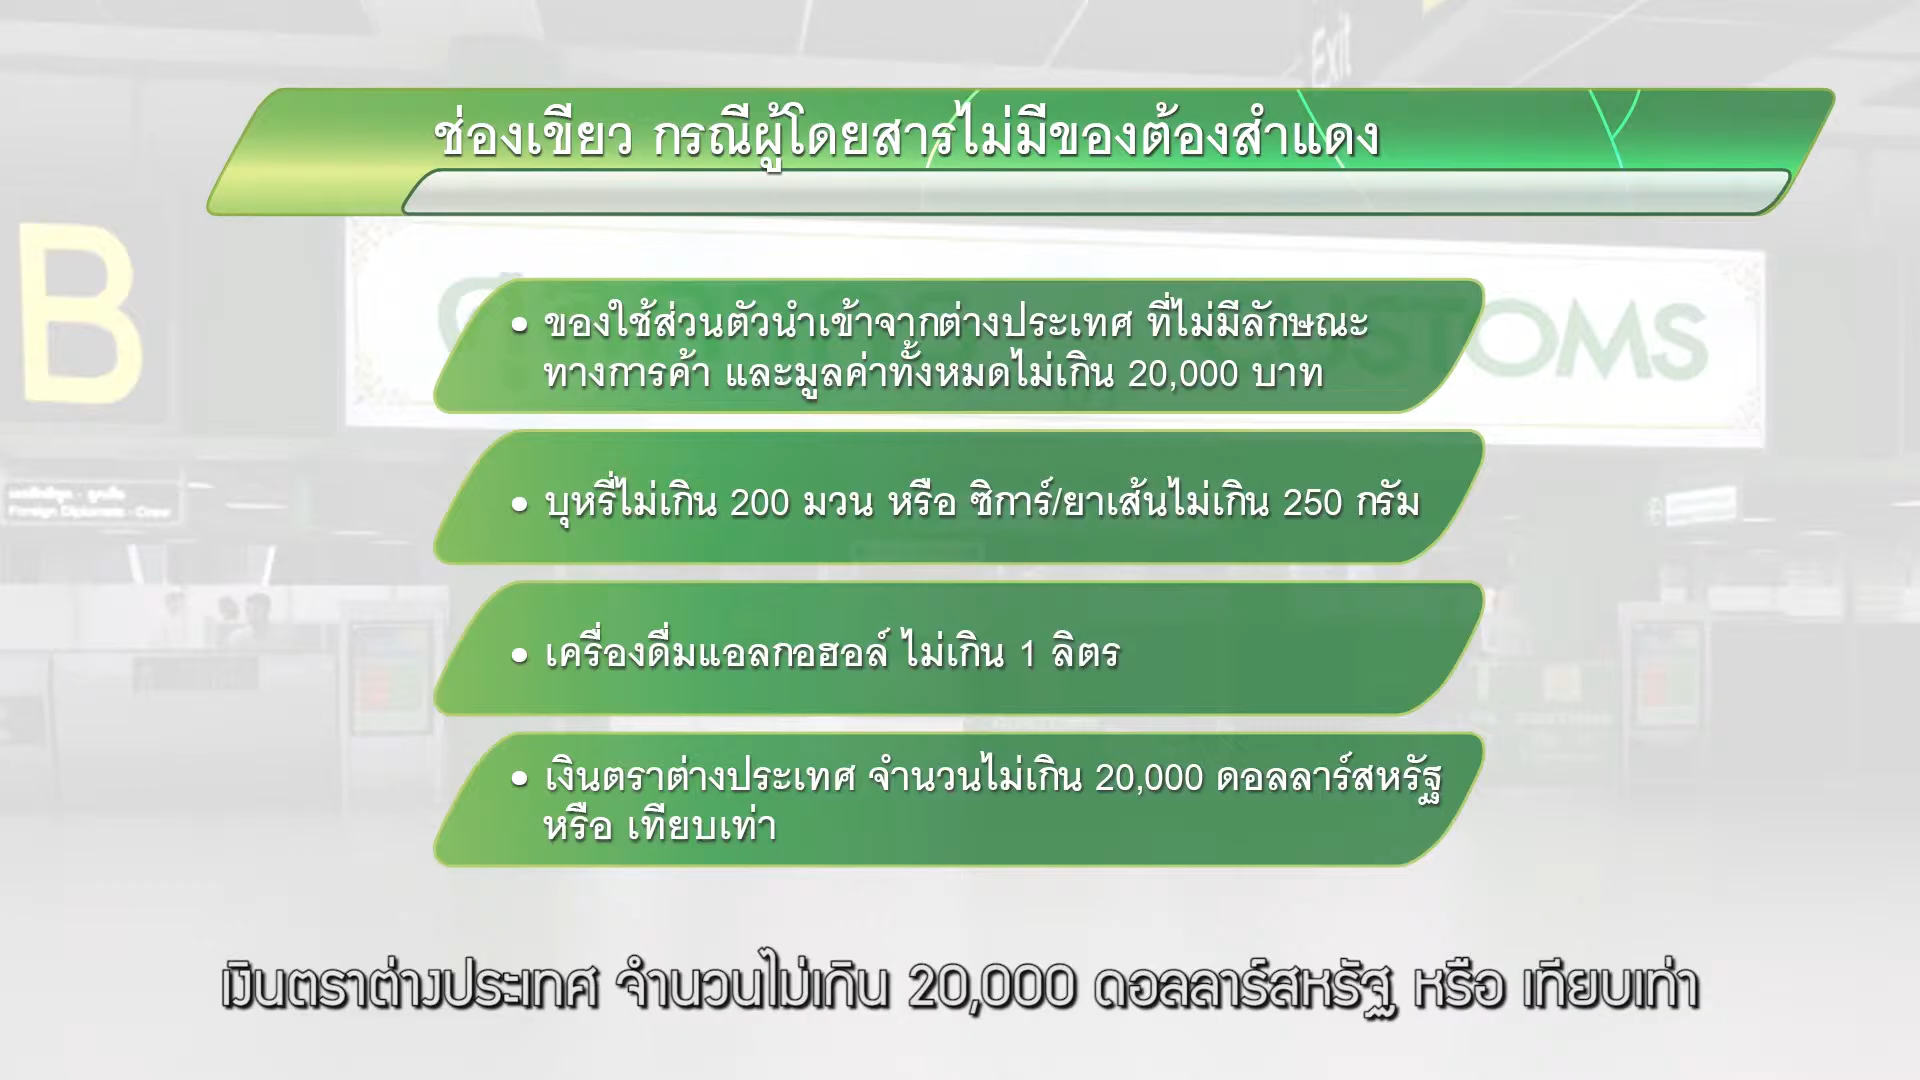 Exit
ช่องเขียว กรณีผู้โดยสารไม่มีของต้องสำแดง
B
CUSTOMS
• ของใช้ส่วนตัวนำเข้าจากต่างประเทศ ที่ไม่มีลักษณะ
ทางการค้า และมูลค่าทั้งหมดไม่เกิน 20,000 บาท
• บุหรี่ไม่เกิน 200 มวน หรือ ซิการ์/ยาเส้นไม่เกิน 250 กรัม
Foreign Diplomats - Crew
• เครื่องดื่มแอลกอฮอล์ ไม่เกิน 1 ลิตร
• เงินตราต่างประเทศ จำนวนไม่เกิน 20,000 ดอลลาร์สหรัฐ
หรือ เทียบเท่า
เงินตราต่างประเทศ จำนวนไม่เกิน 20,000 ดอลลาร์สหรัฐ หรือ เทียบเท่า